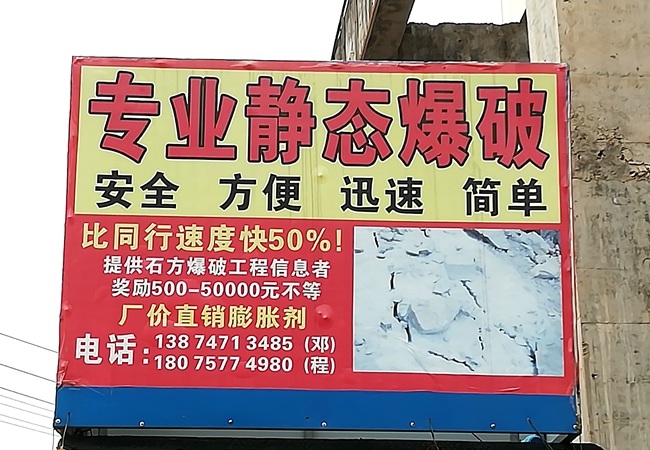 专业静态爆破
安全 方便 迅速 简单
比同行速度快50%!
提供石方爆破工程信息者
奖励500-50000元不等
厂价直销膨胀剂
电话: 138 7471 3485 (邓)
180 7577 4980 (程)